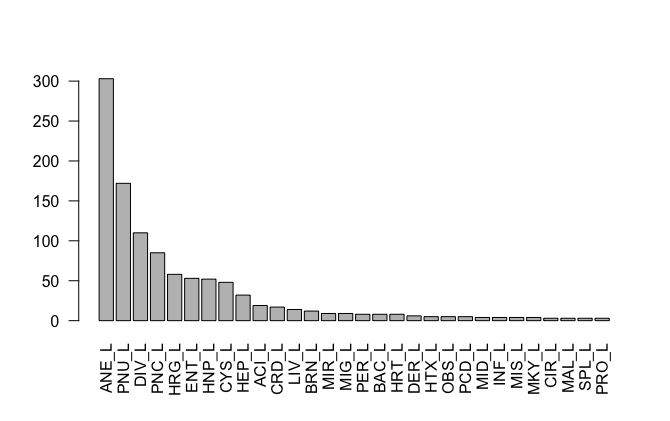 300
250
200
150
100
50
0
ANE_L
PNU_L
DIV_L
PNC_L
HRG_L
ENT_L
HNP_L
CYS_L
HEP_L
ACI_L
CRD_L
LIV_L
BRN_L
MIR_L
MIG_L
PER_L
BAC_L
HRT_L
DER_L
HTX_L
OBS_L
PCD_L
MID_L
INF_L
MIS_L
MKY_L
CIR_L
MAL_L
SPL_L
PRO_L